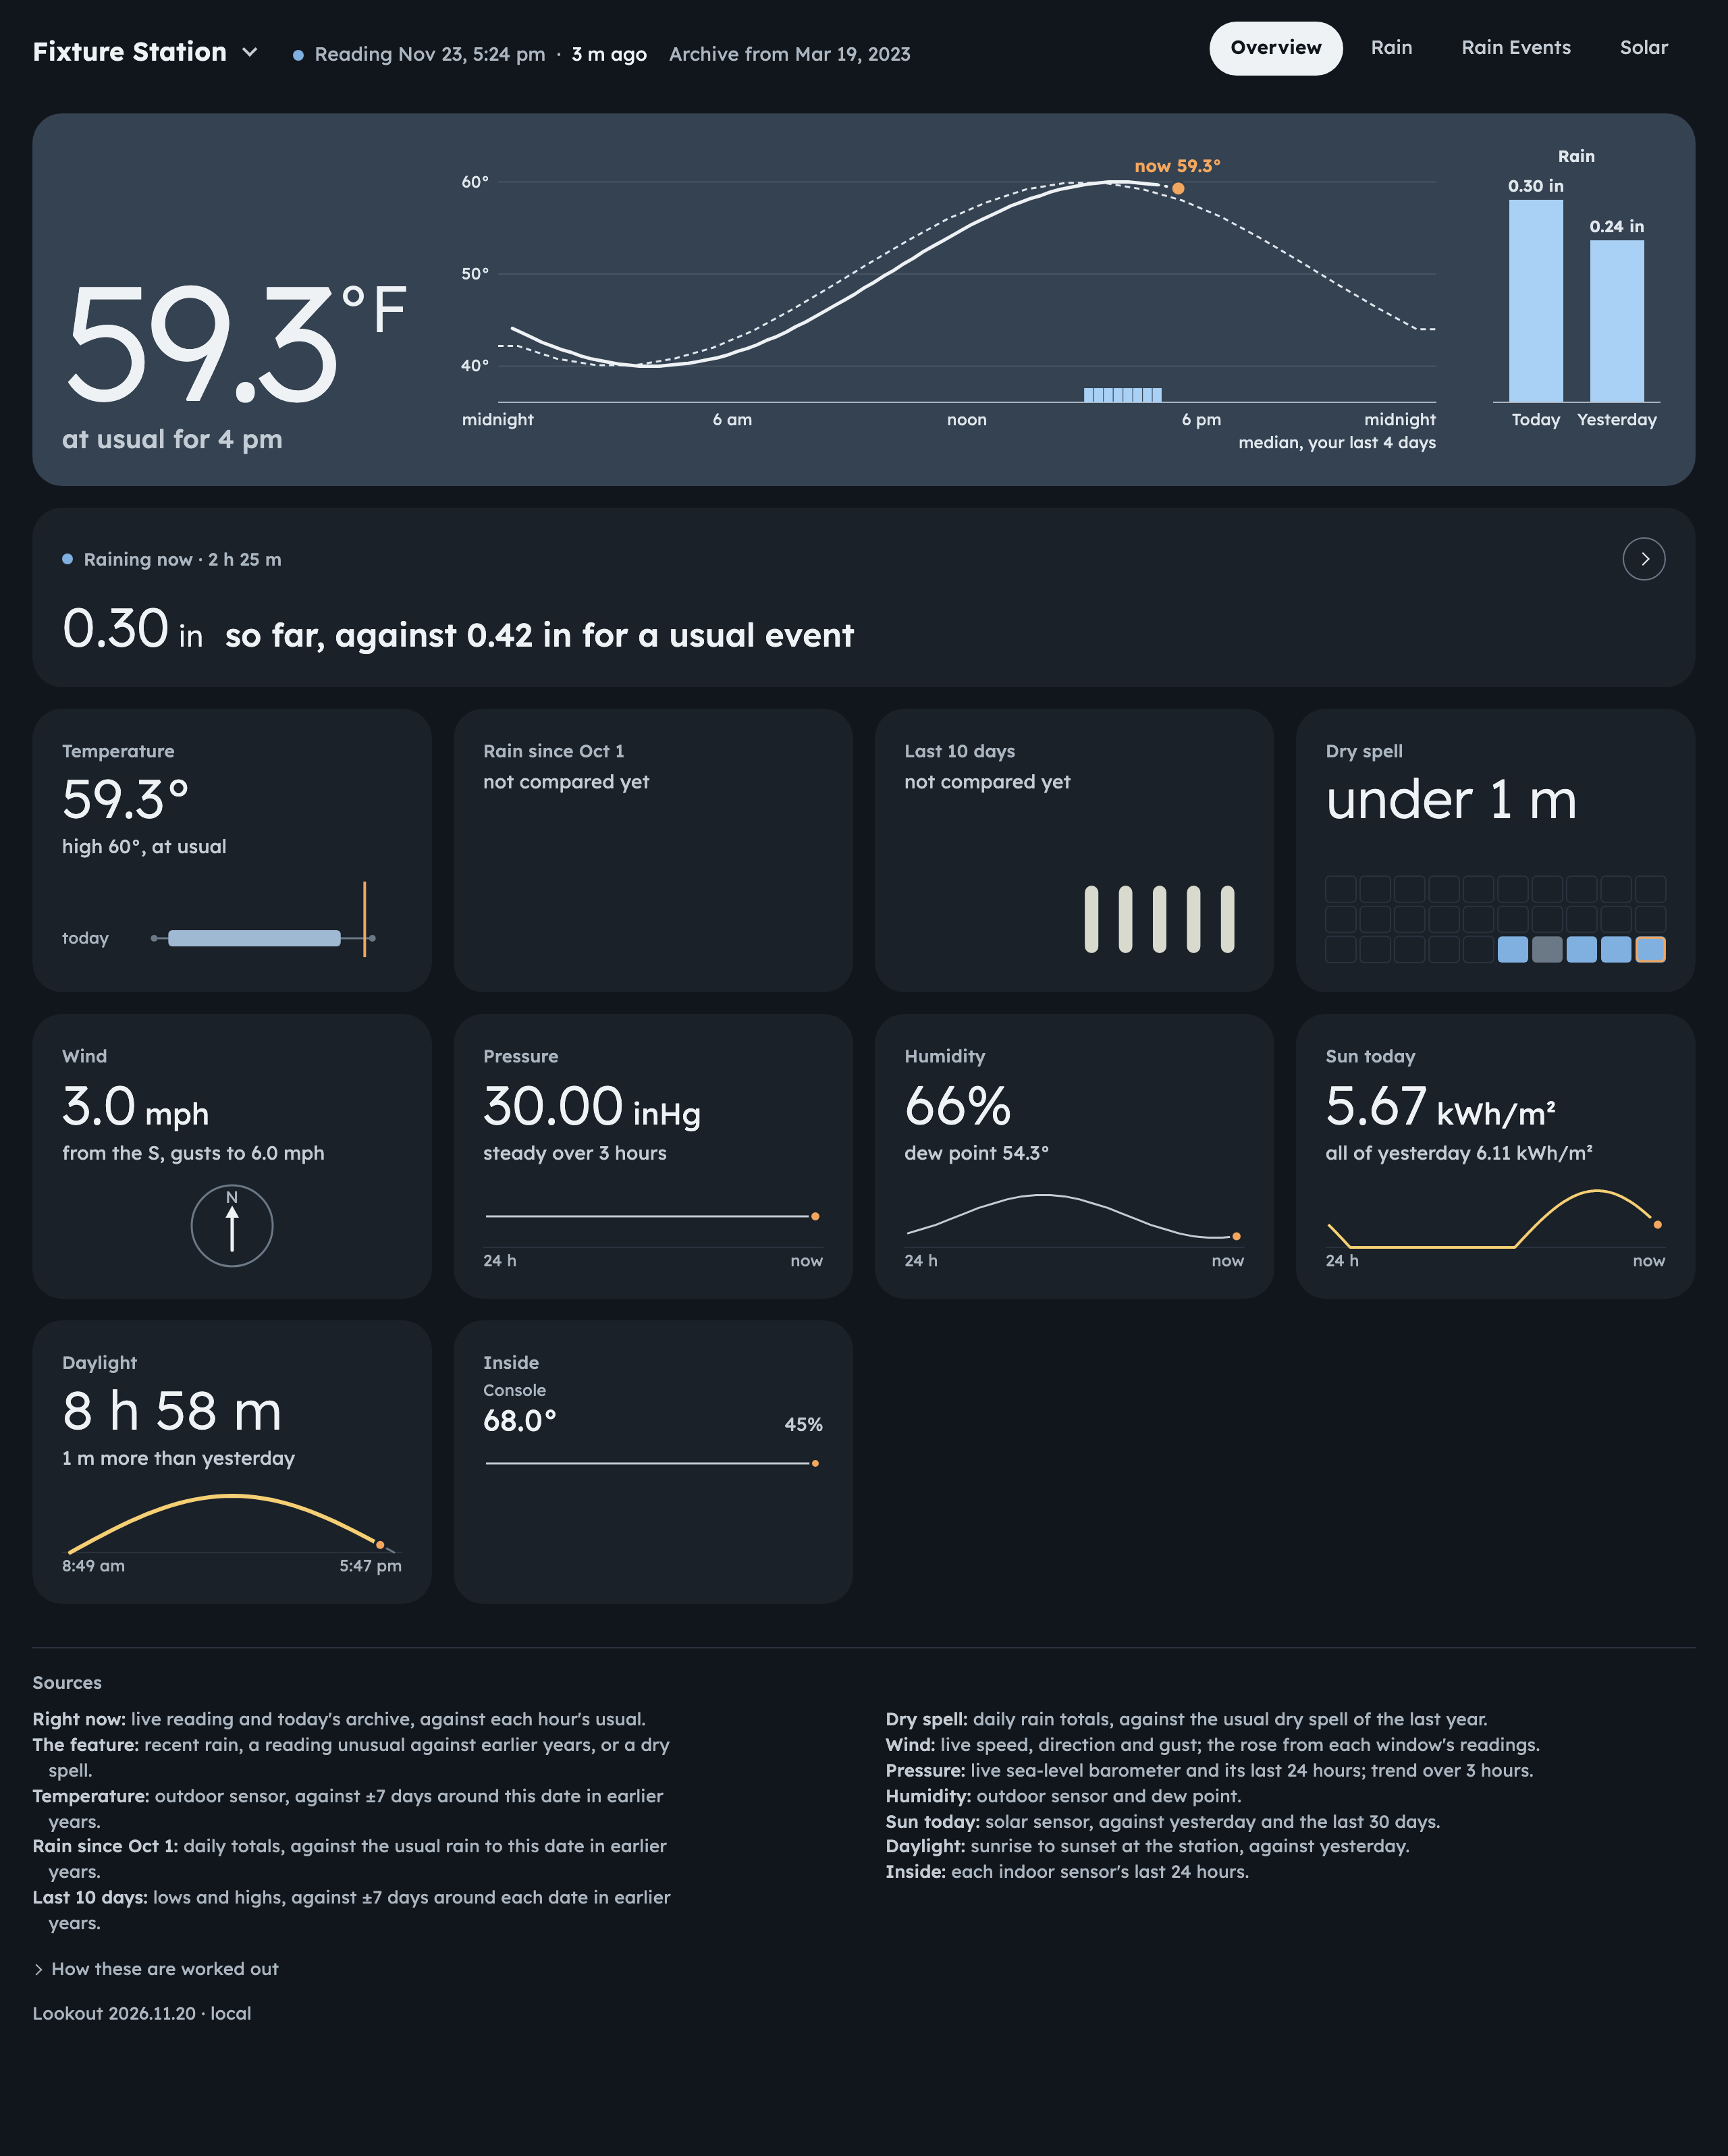 Fixture Station
Reading Nov 23, 5:24 pm · 3 m ago
Archive from Mar 19, 2023
Overview
Rain
Rain Events
Solar
59.3°F
at usual for 4 pm
now 59.3°
60°
50°
40°
midnight
6 am
noon
6 pm
midnight
median, your last 4 days
Rain
0.30 in
0.24 in
Today
Yesterday
Raining now · 2 h 25 m
0.30 in so far, against 0.42 in for a usual event
Temperature
59.3°
high 60°, at usual
today
Rain since Oct 1
not compared yet
Last 10 days
not compared yet
Dry spell
under 1 m
Wind
3.0 mph
from the S, gusts to 6.0 mph
N
Pressure
30.00 inHg
steady over 3 hours
24 h
now
Humidity
66%
dew point 54.3°
24 h
now
Sun today
5.67 kWh/m²
all of yesterday 6.11 kWh/m²
24 h
now
Daylight
8 h 58 m
1 m more than yesterday
8:49 am
5:47 pm
Inside
Console
68.0°
45%
Sources
Right now: live reading and today's archive, against each hour's usual.
The feature: recent rain, a reading unusual against earlier years, or a dry
spell.
Temperature: outdoor sensor, against ±7 days around this date in earlier
years.
Rain since Oct 1: daily totals, against the usual rain to this date in earlier
years.
Last 10 days: lows and highs, against ±7 days around each date in earlier
years.
Dry spell: daily rain totals, against the usual dry spell of the last year.
Wind: live speed, direction and gust; the rose from each window's readings.
Pressure: live sea-level barometer and its last 24 hours; trend over 3 hours.
Humidity: outdoor sensor and dew point.
Sun today: solar sensor, against yesterday and the last 30 days.
Daylight: sunrise to sunset at the station, against yesterday.
Inside: each indoor sensor's last 24 hours.
How these are worked out
Lookout 2026.11.20 · local